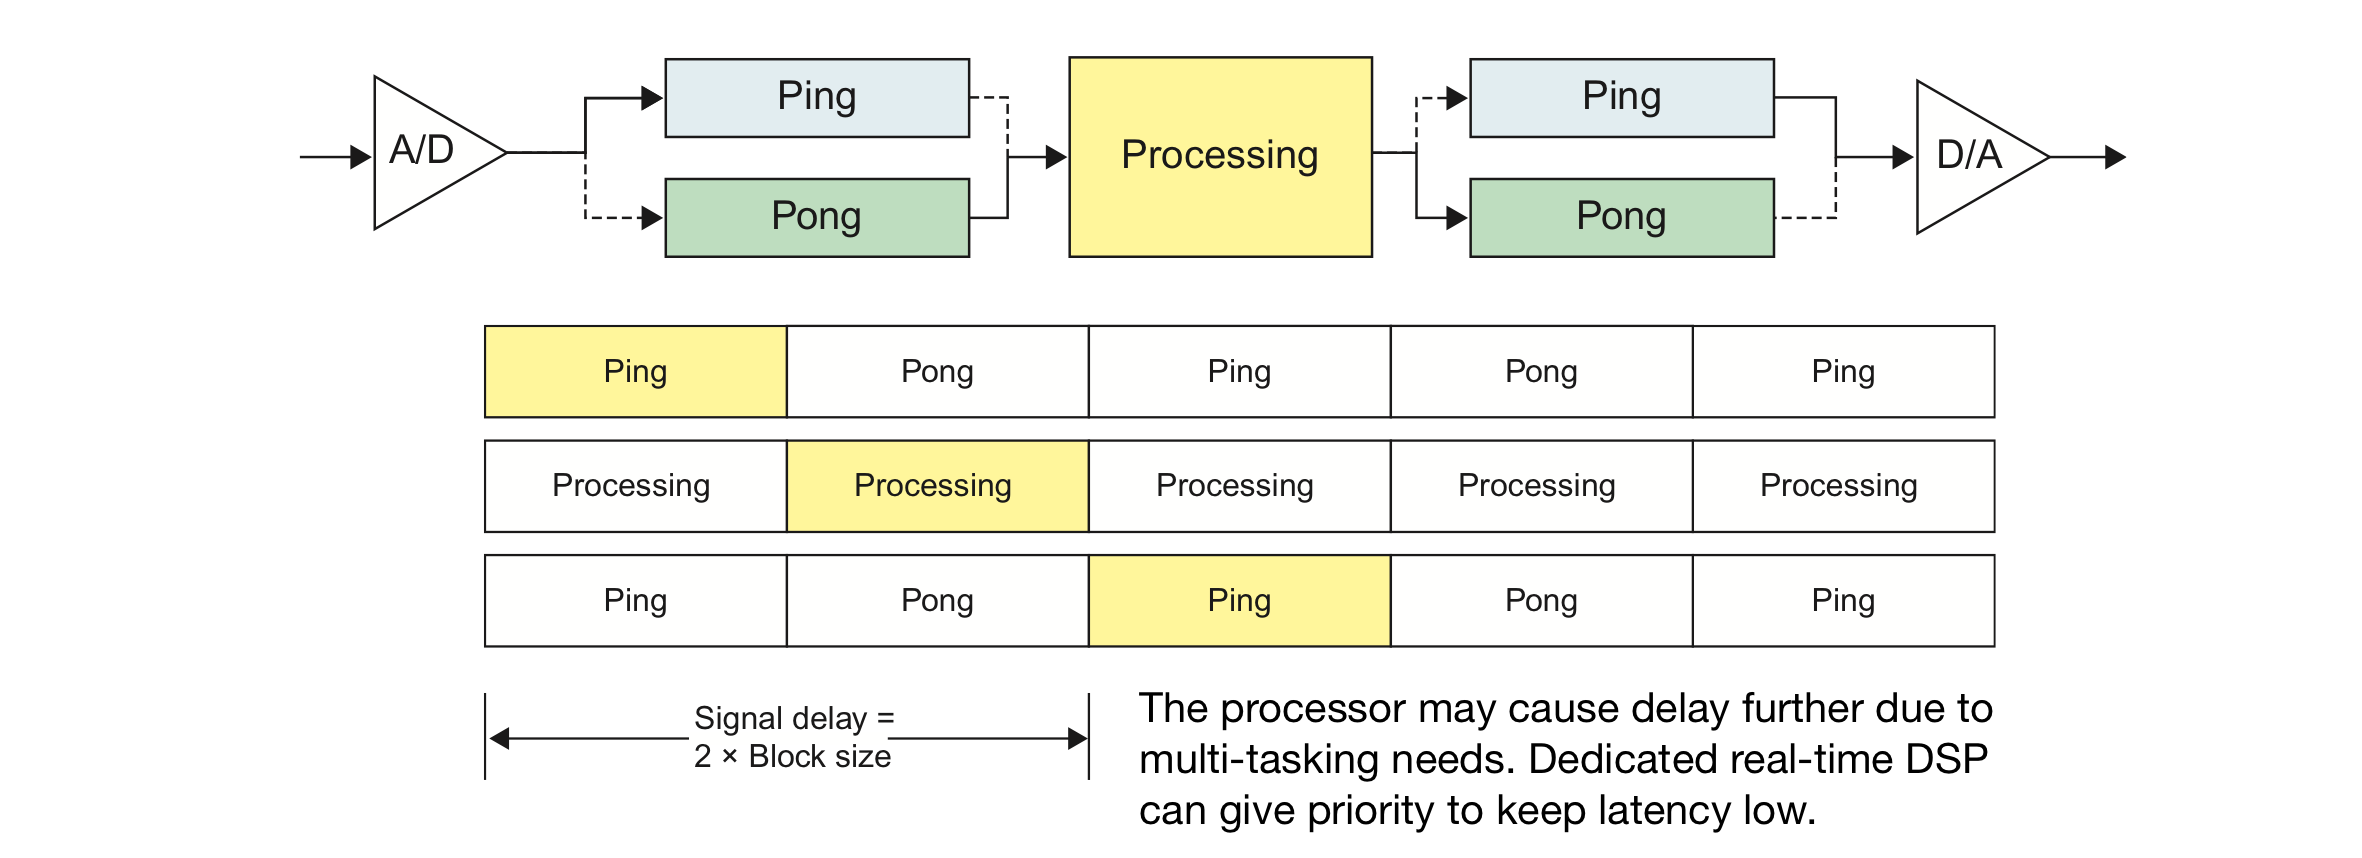 Ping
Ping
A/D
Processing
D/A
Pong
Pong
Ping
Pong
Ping
Pong
Ping
Processing
Processing
Processing
Processing
Processing
Ping
Pong
Ping
Pong
Ping
Signal delay =
2 × Block size
The processor may cause delay further due to
multi-tasking needs. Dedicated real-time DSP
can give priority to keep latency low.